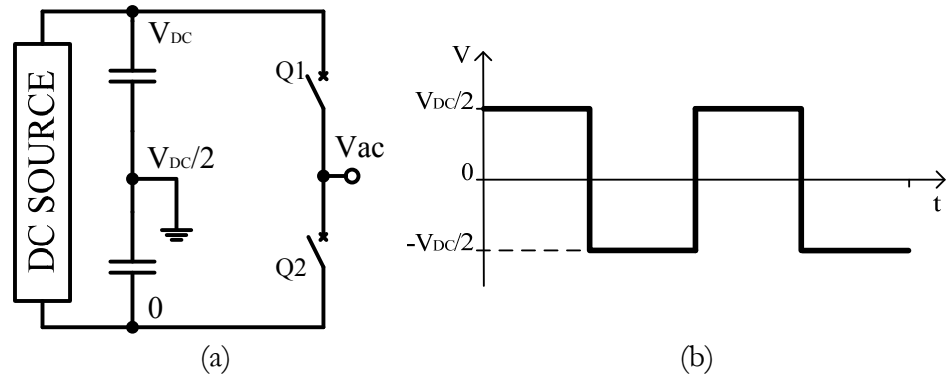 DC SOURCE
VDC
VDC/2
0
Q1
Q2
Vac
(a)
V
VDC/2
0
-VDC/2
t
(b)